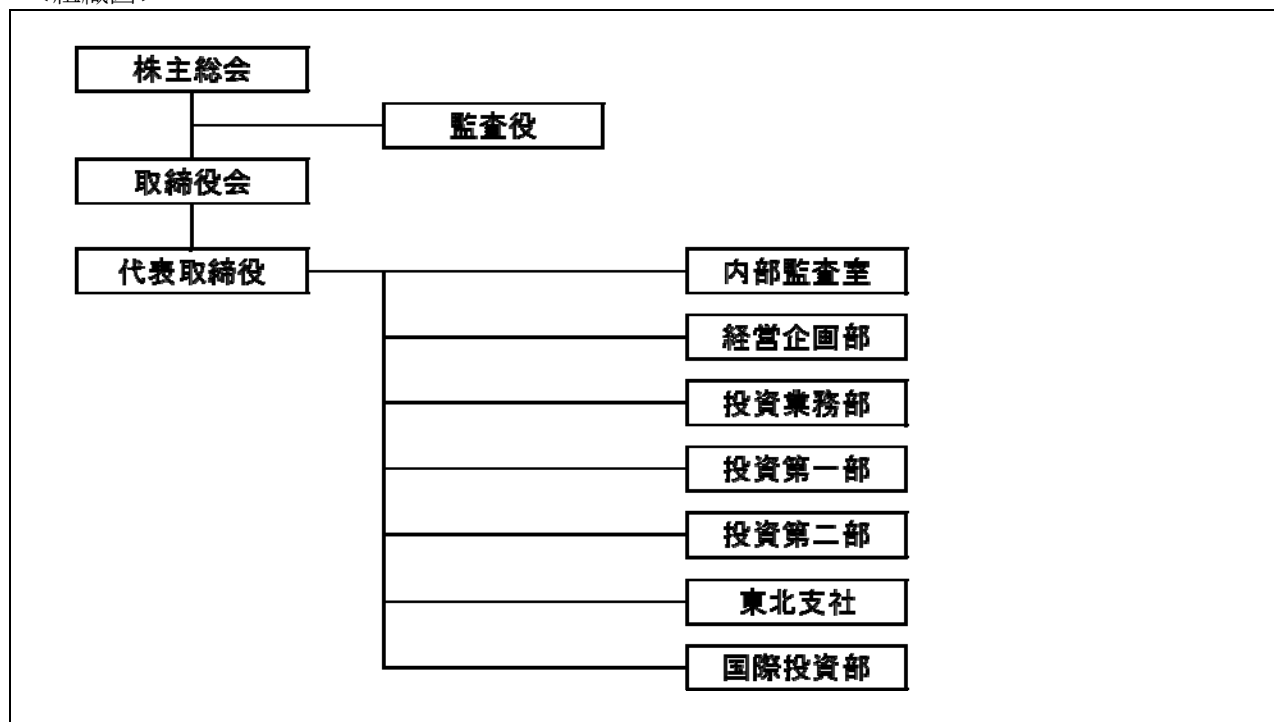 株主総会
監査役
取締役会
代表取締役
内部監査室
経営企画部
投資業務部
投資第一部
投資第二部
東北支社
国際投資部